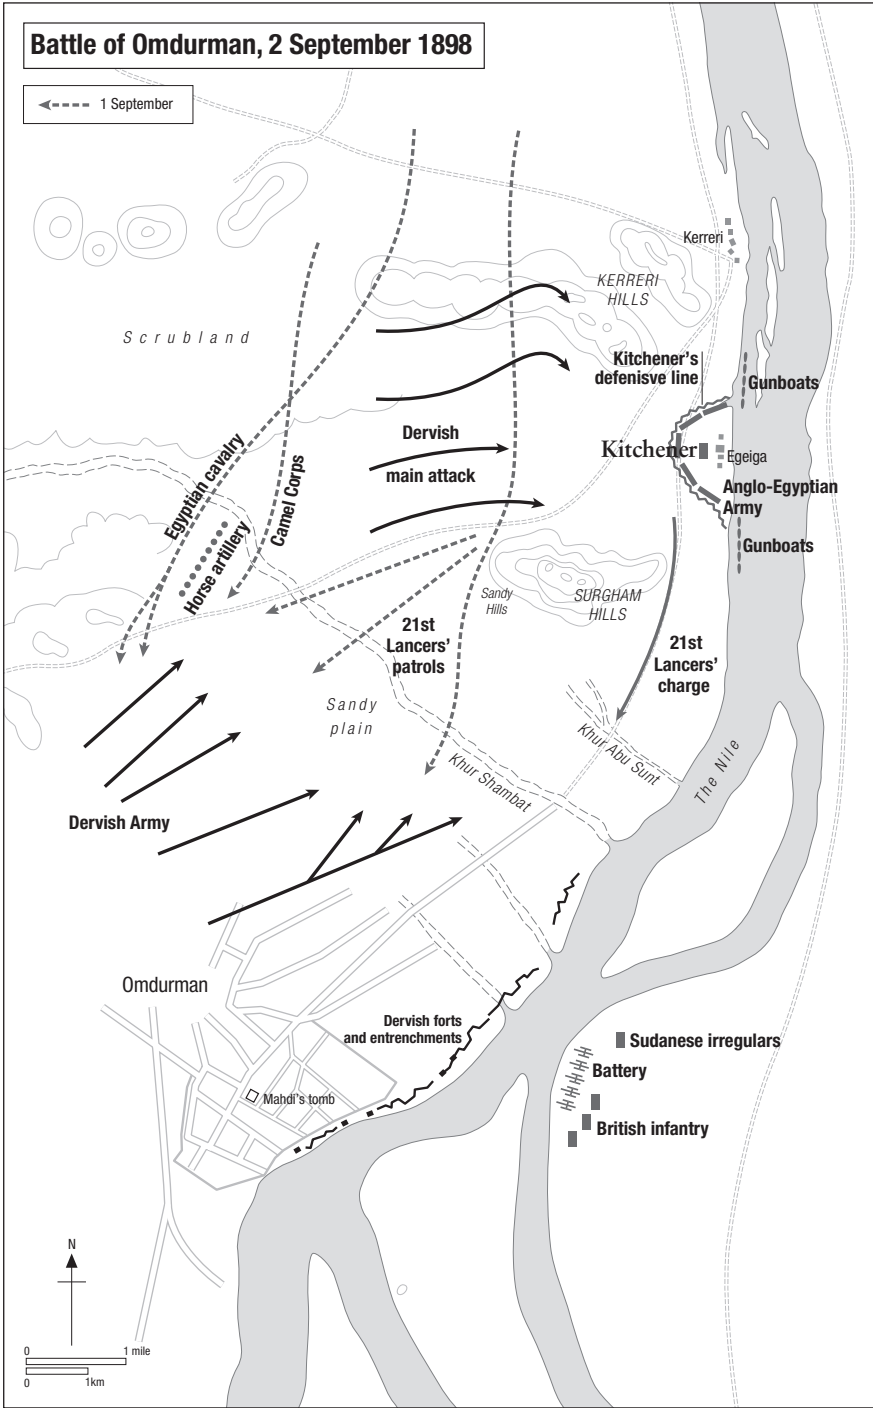 Battle of Omdurman, 2 September 1898
1 September
Kerreri
KERRERI
HILLS
Scrubland
Kitchener's
defenisve line
Gunboats
Dervish
main attack
Kitchener
Egeiga
Egyptian cavalry
Camel Corps
Horse artillery
Anglo-Egyptian
Army
Gunboats
Sandy
Hills
SURGHAM
HILLS
21st
Lancers'
patrols
21st
Lancers'
charge
Sandy
plain
Khur Abu Sunt
Khur Shambat
The Nile
Dervish Army
Omdurman
Dervish forts
and entrenchments
Sudanese irregulars
Battery
Mahdi's tomb
British infantry
N
0 1 mile
0 1km